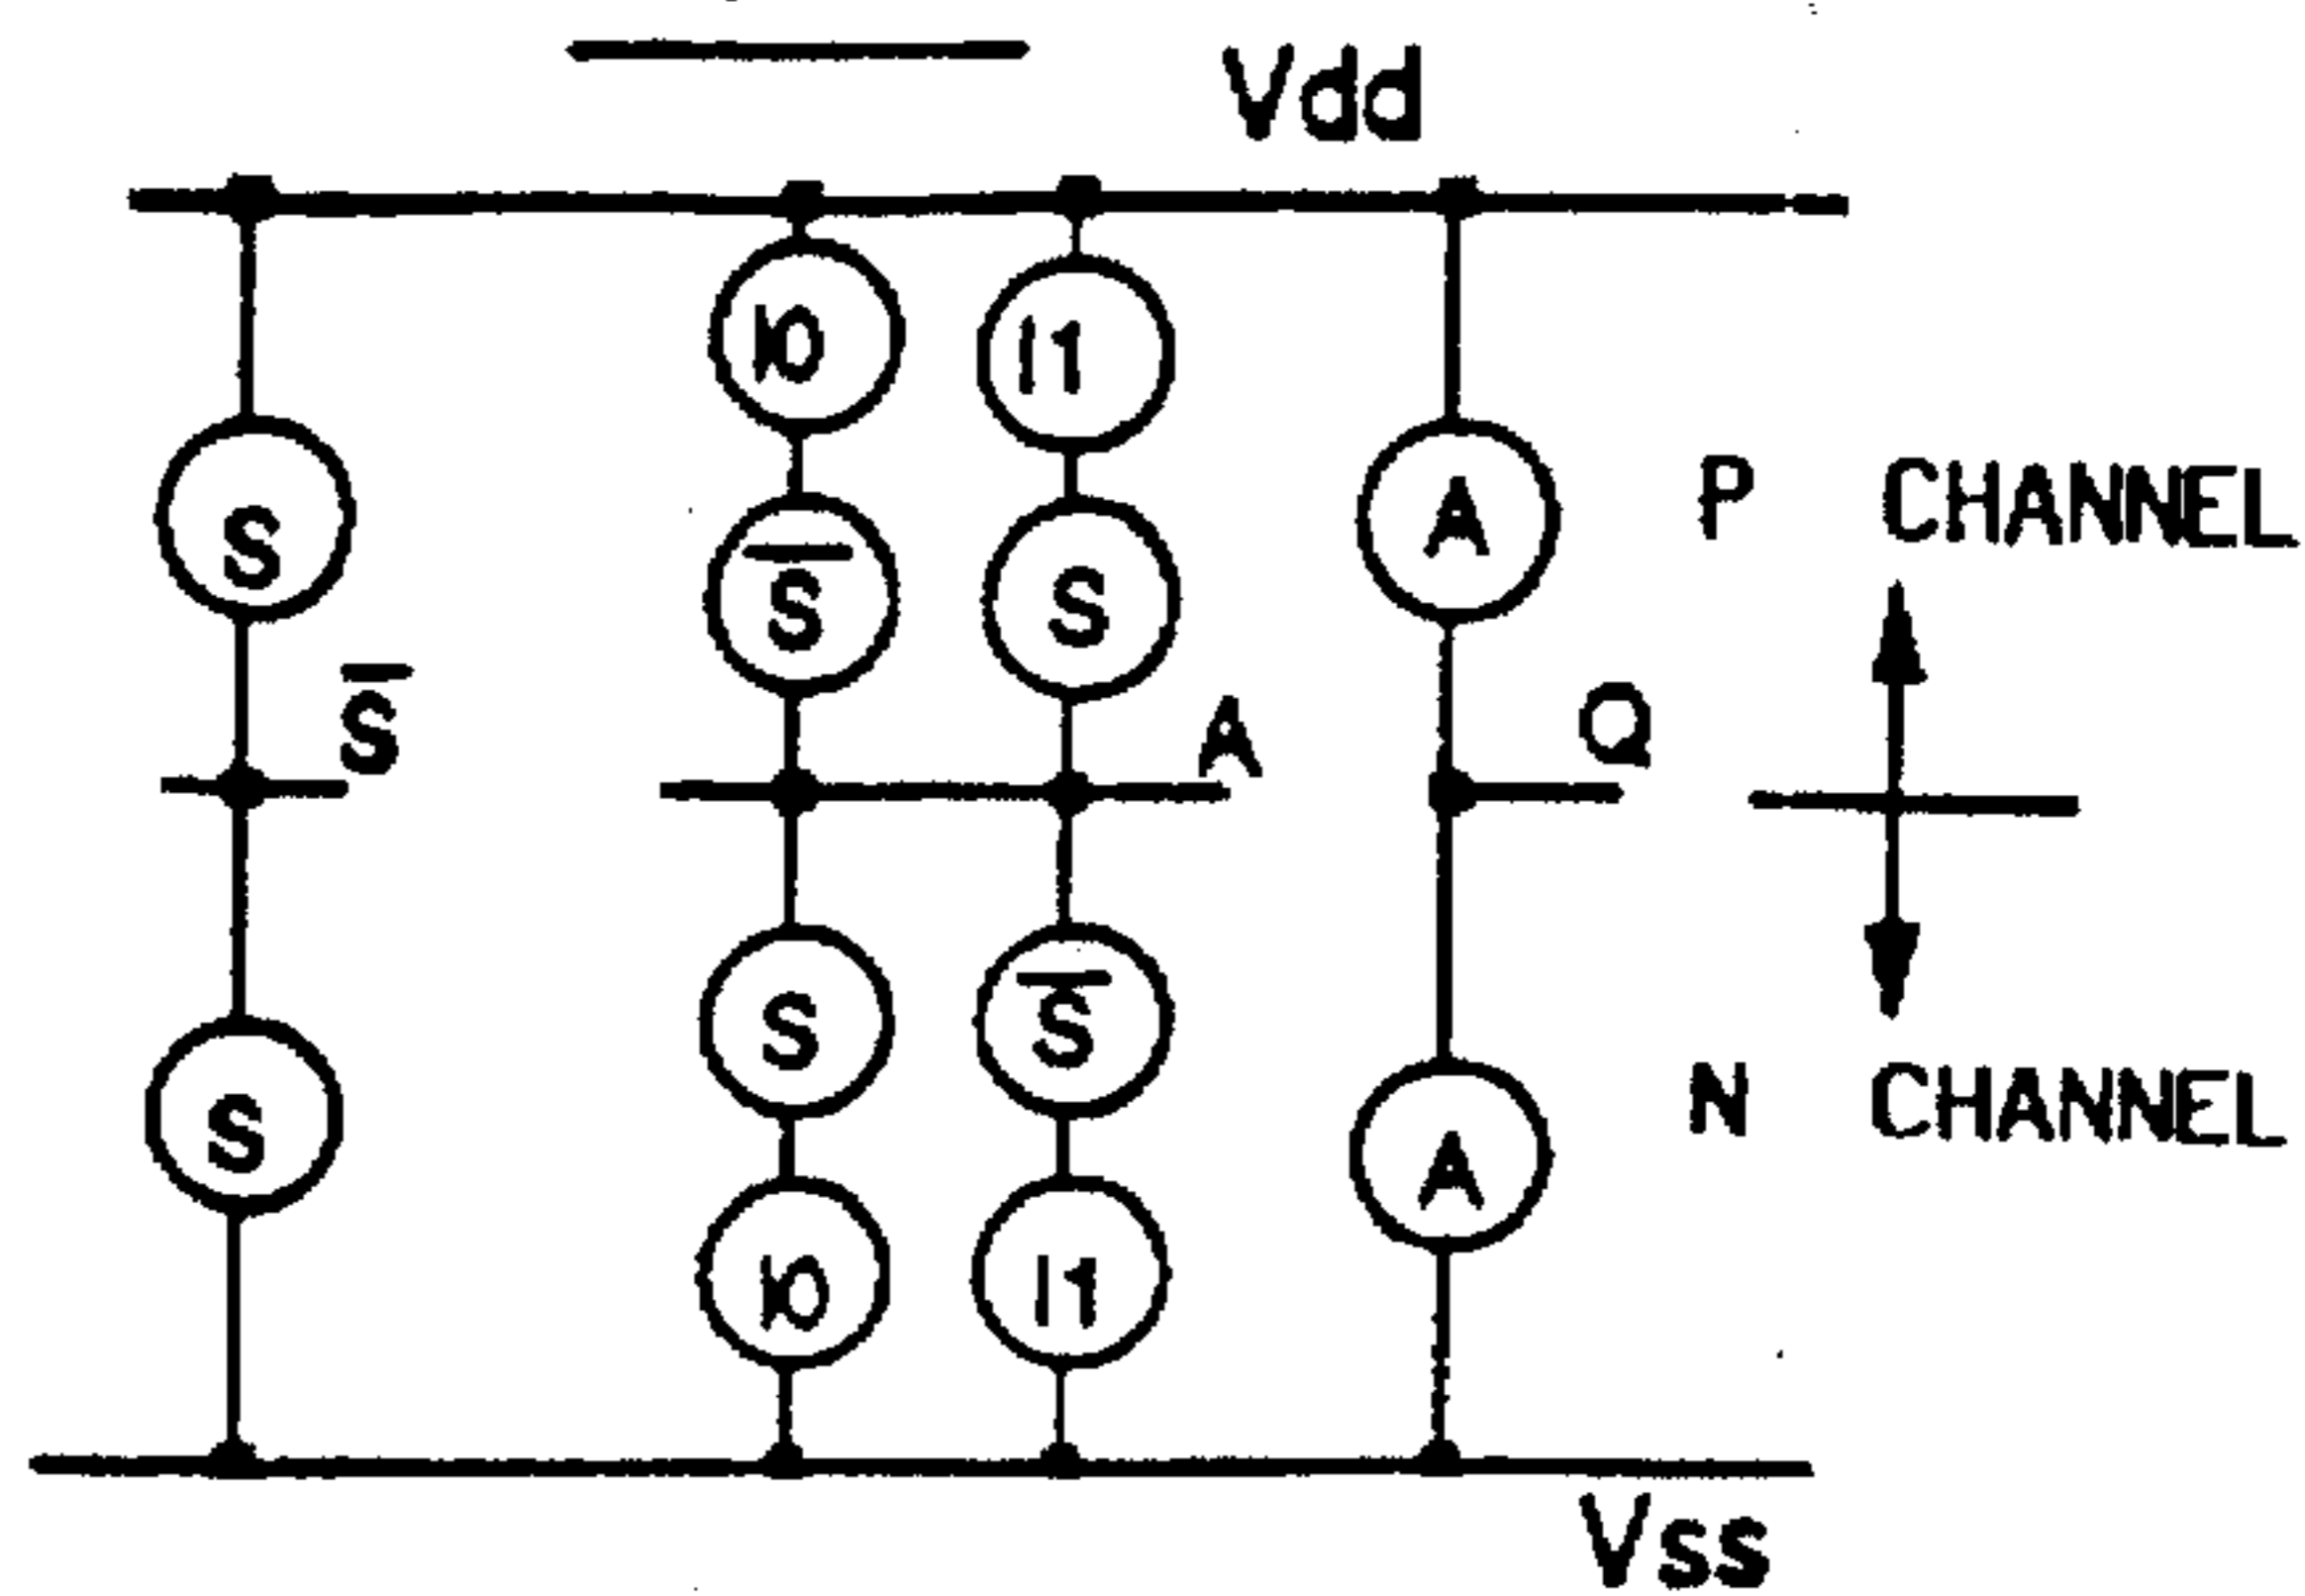 Vdd
I0 I1
S S̅ S A P CHANNEL
S̅ A Q
S S̅
S A N CHANNEL
I0 I1
Vss